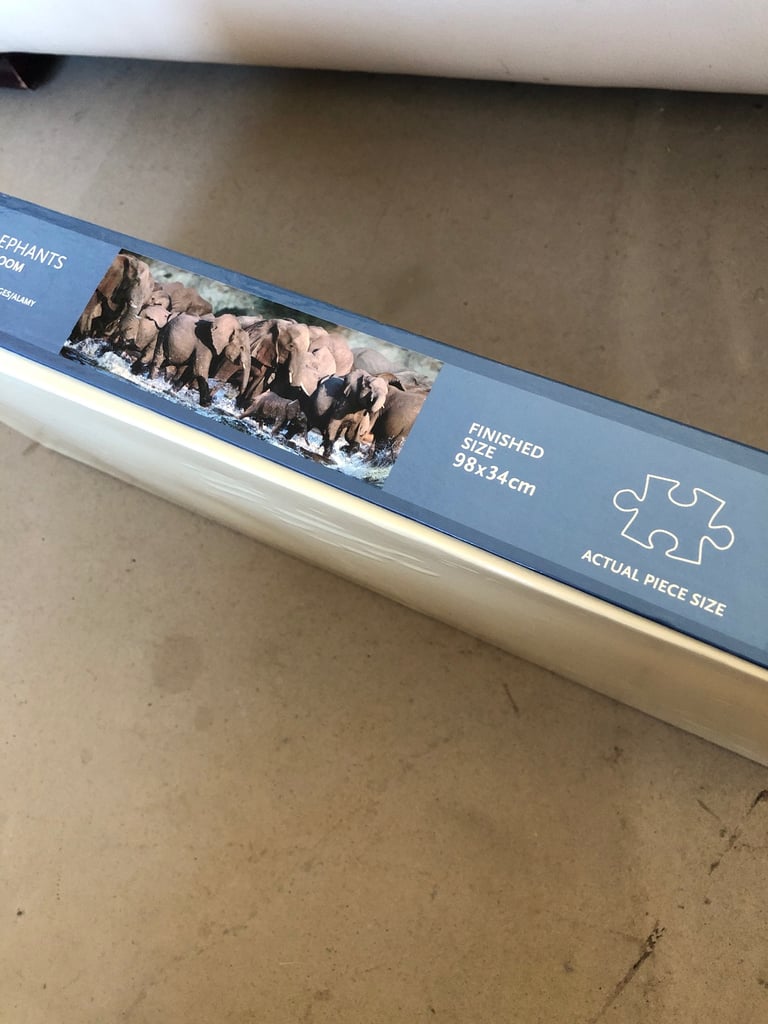 EPHANTS
OOM
GES/ALAMY
FINISHED
SIZE
98x34cm
ACTUAL PIECE SIZE